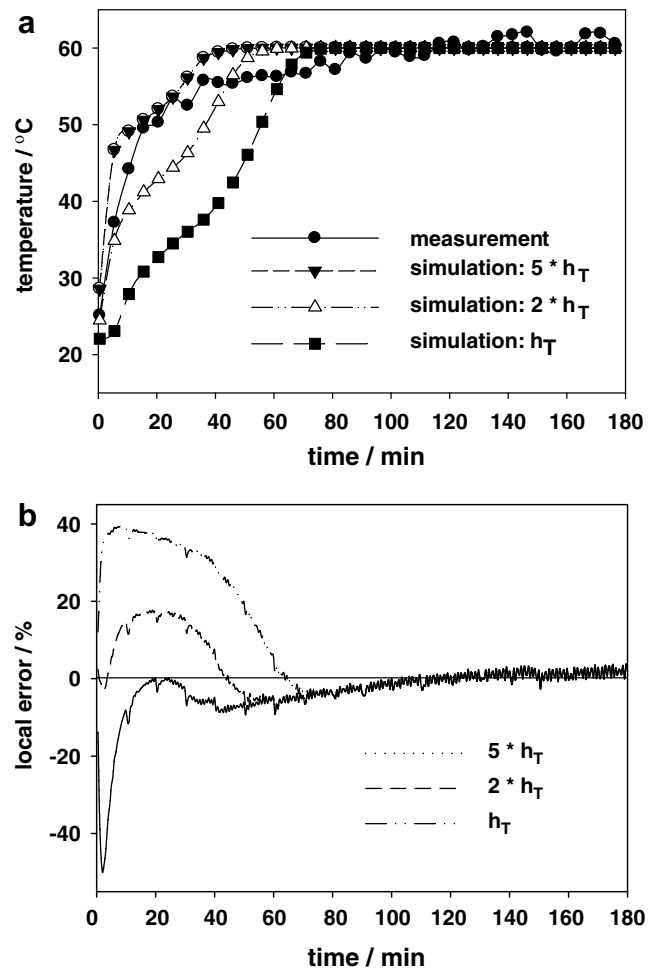 a
60
50
40
30
20
temperature / °C
measurement
simulation: 5 * hT
simulation: 2 * hT
simulation: hT
0 20 40 60 80 100 120 140 160 180
time / min
b
40
20
0
-20
-40
local error / %
5 * hT
2 * hT
hT
0 20 40 60 80 100 120 140 160 180
time / min